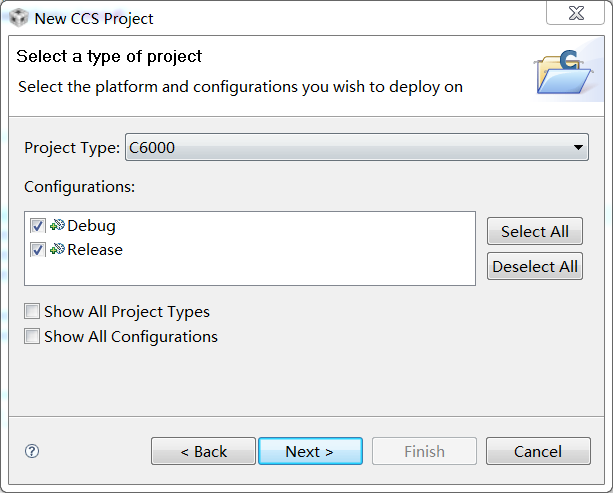 New CCS Project
Select a type of project
Select the platform and configurations you wish to deploy on
Project Type: C6000
Configurations:
Debug
Select All
Release
Deselect All
Show All Project Types
Show All Configurations
? < Back Next > Finish Cancel